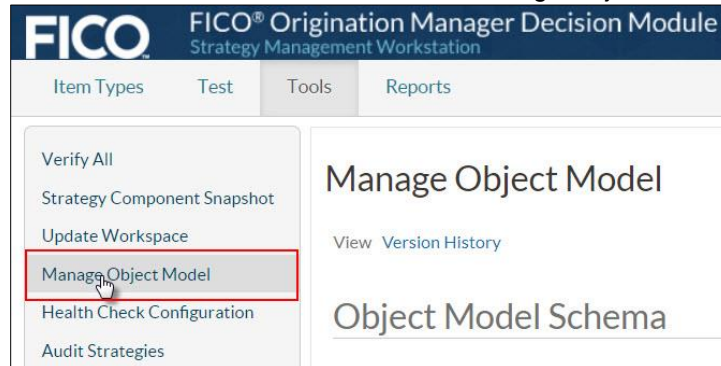 FICO
FICO® Origination Manager Decision Module
Strategy Management Workstation
Item Types Test Tools Reports
Verify All
Strategy Component Snapshot
Update Workspace
Manage Object Model
Health Check Configuration
Audit Strategies
Manage Object Model
View Version History
Object Model Schema